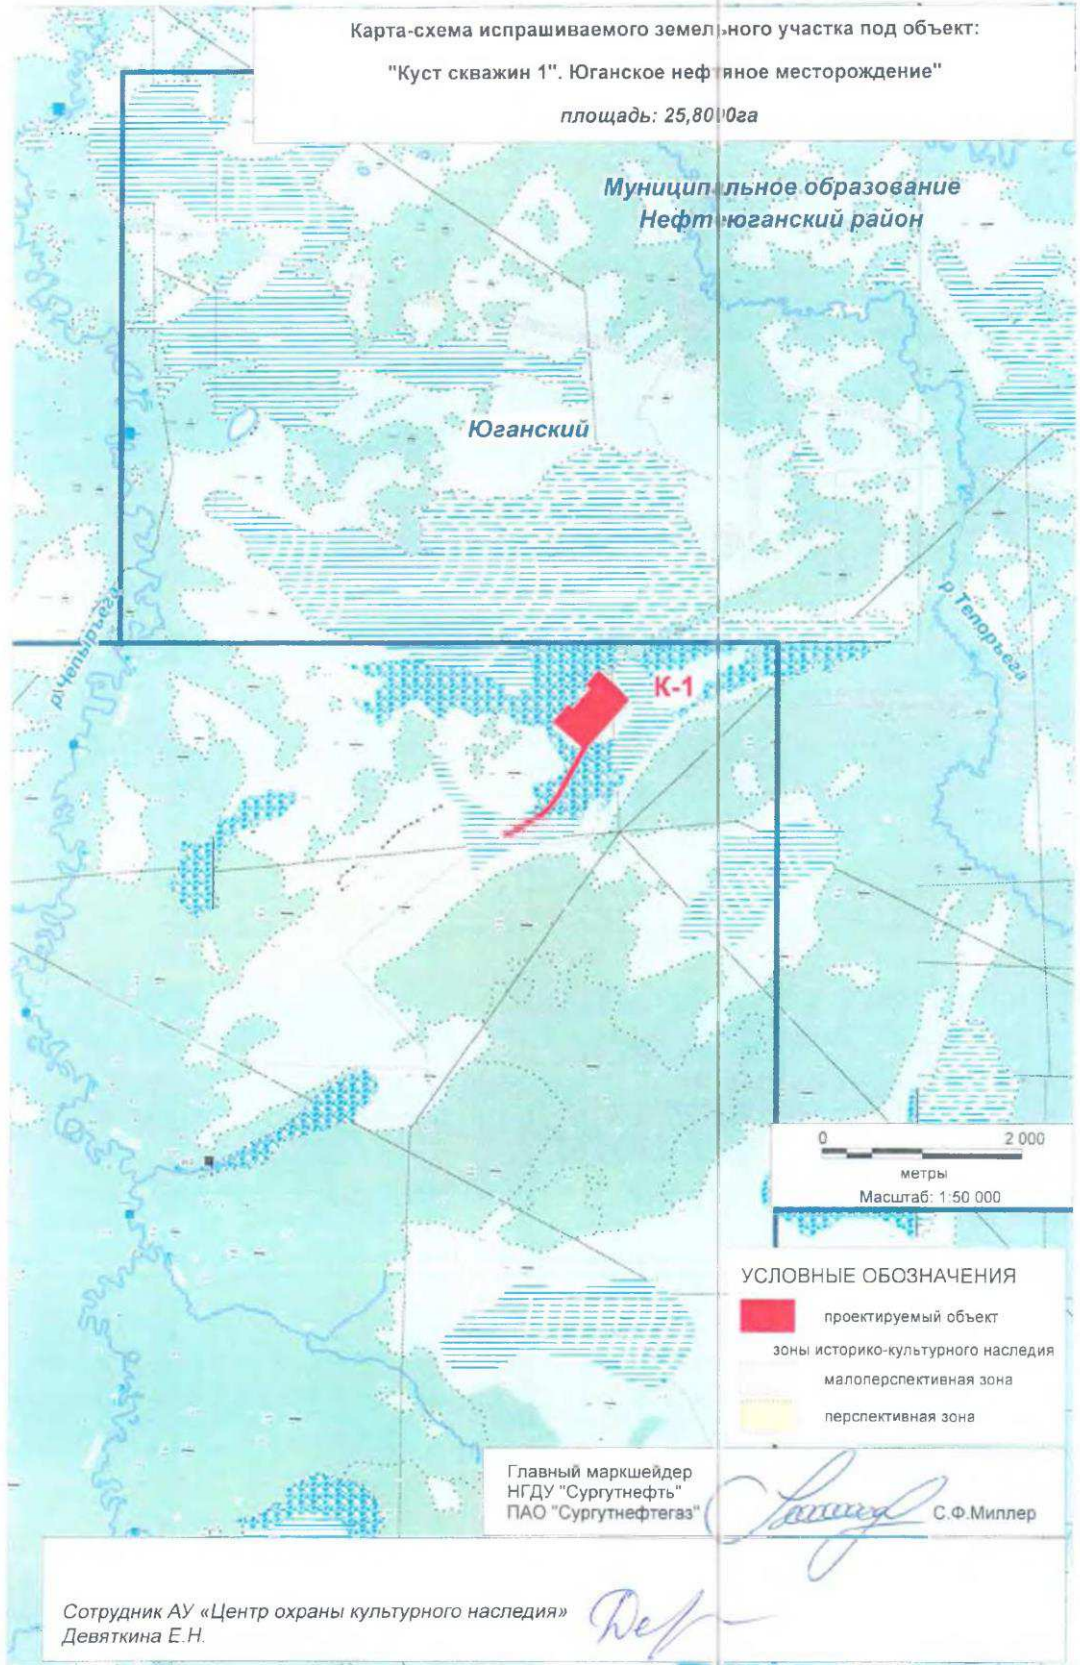 Карта-схема испрашиваемого земельного участка под объект:
"Куст скважин 1". Юганское нефтяное месторождение"
площадь: 25,8000га
Муниципальное образование
Нефтеюганский район
Юганский
р.Чепыръега
р.Тепоръега
К-1
0 2 000
метры
Масштаб: 1:50 000
УСЛОВНЫЕ ОБОЗНАЧЕНИЯ
проектируемый объект
зоны историко-культурного наследия
малоперспективная зона
перспективная зона
Главный маркшейдер
НГДУ "Сургутнефть"
ПАО "Сургутнефтегаз"
С.Ф.Миллер
Сотрудник АУ «Центр охраны культурного наследия»
Девяткина Е.Н.